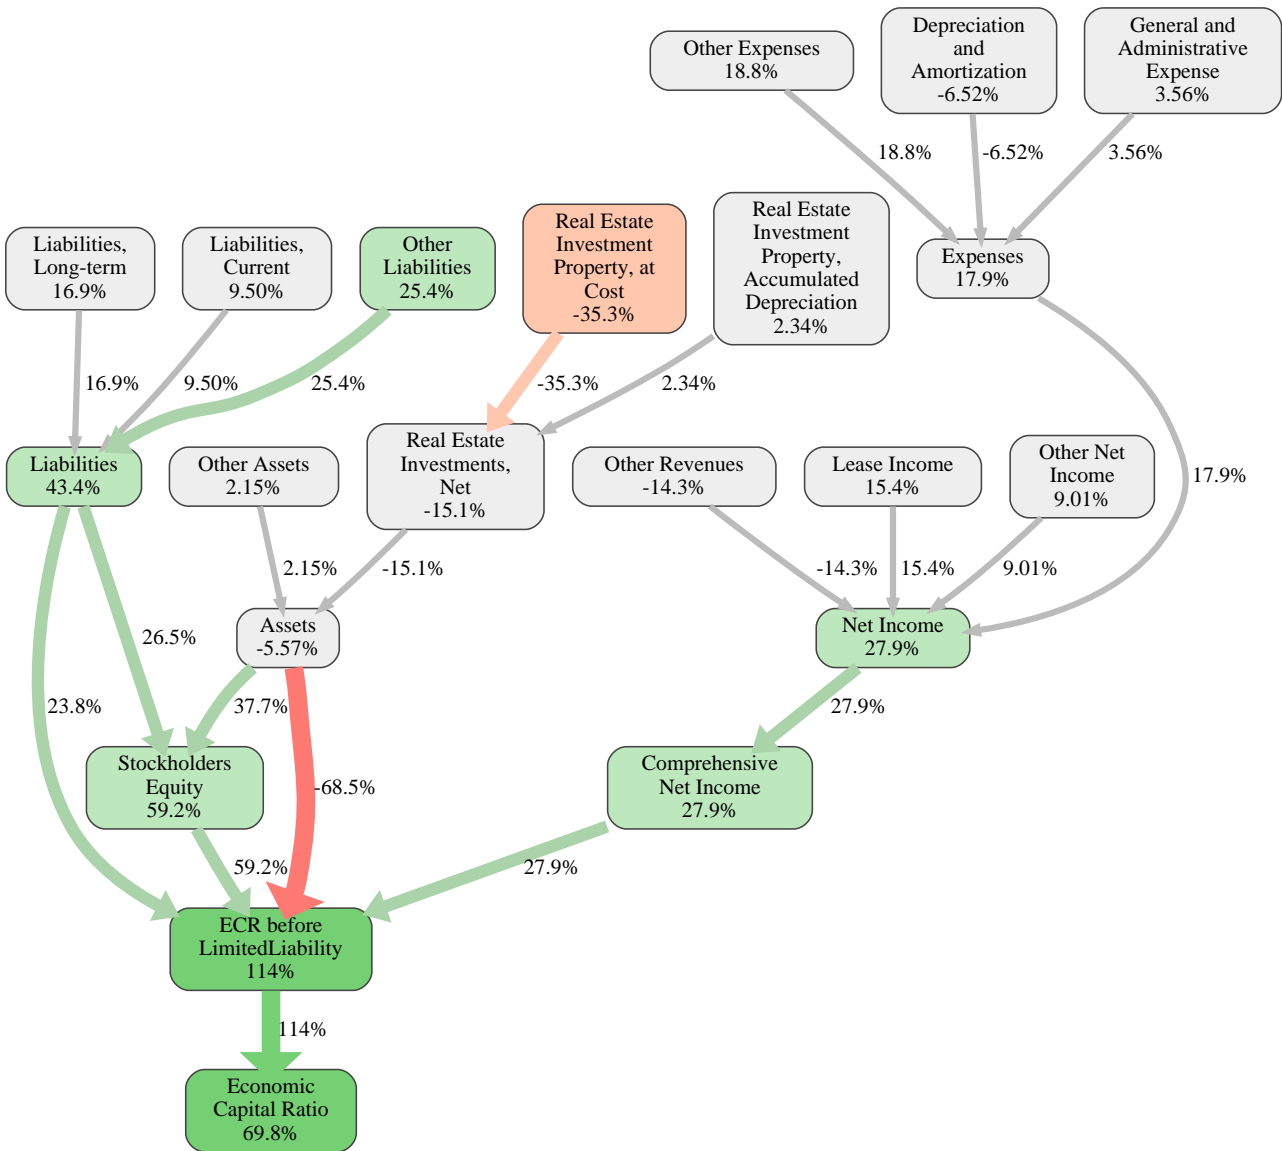 Other Expenses
18.8%
Depreciation
and
Amortization
-6.52%
General and
Administrative
Expense
3.56%
18.8%
-6.52%
3.56%
Liabilities,
Long-term
16.9%
Liabilities,
Current
9.50%
Other
Liabilities
25.4%
Real Estate
Investment
Property, at
Cost
-35.3%
Real Estate
Investment
Property,
Accumulated
Depreciation
2.34%
Expenses
17.9%
16.9%
9.50%
25.4%
-35.3%
2.34%
Liabilities
43.4%
Other Assets
2.15%
Real Estate
Investments,
Net
-15.1%
Other Revenues
-14.3%
Lease Income
15.4%
Other Net
Income
9.01%
17.9%
2.15%
-15.1%
-14.3%
15.4%
9.01%
26.5%
Assets
-5.57%
Net Income
27.9%
23.8%
37.7%
27.9%
Stockholders
Equity
59.2%
-68.5%
Comprehensive
Net Income
27.9%
59.2%
27.9%
ECR before
LimitedLiability
114%
114%
Economic
Capital Ratio
69.8%